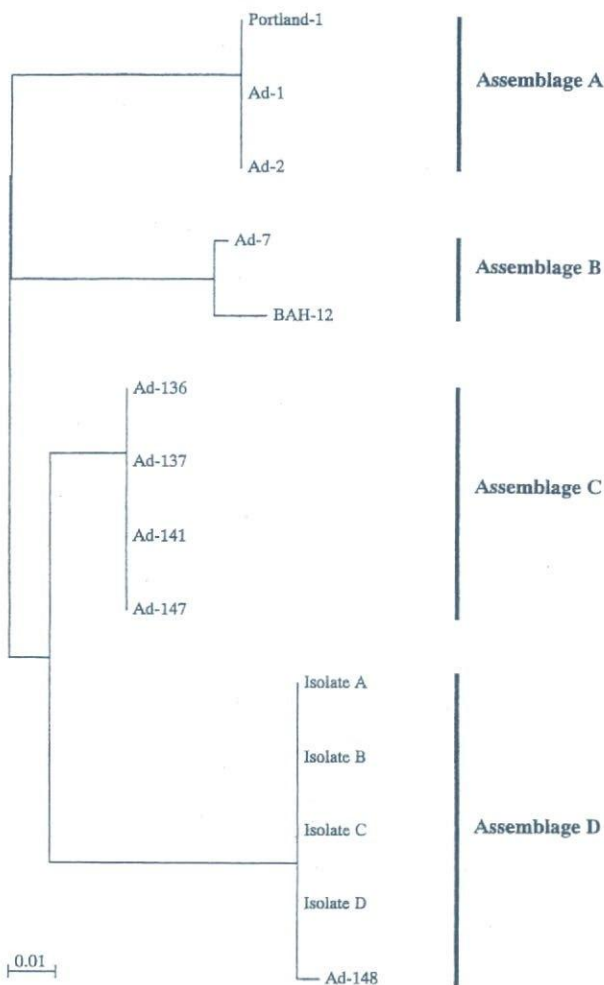 Portland-1
Assemblage A
Ad-1
Ad-2
Ad-7
Assemblage B
BAH-12
Ad-136
Ad-137
Assemblage C
Ad-141
Ad-147
Isolate A
Isolate B
Isolate C
Assemblage D
Isolate D
0.01
Ad-148